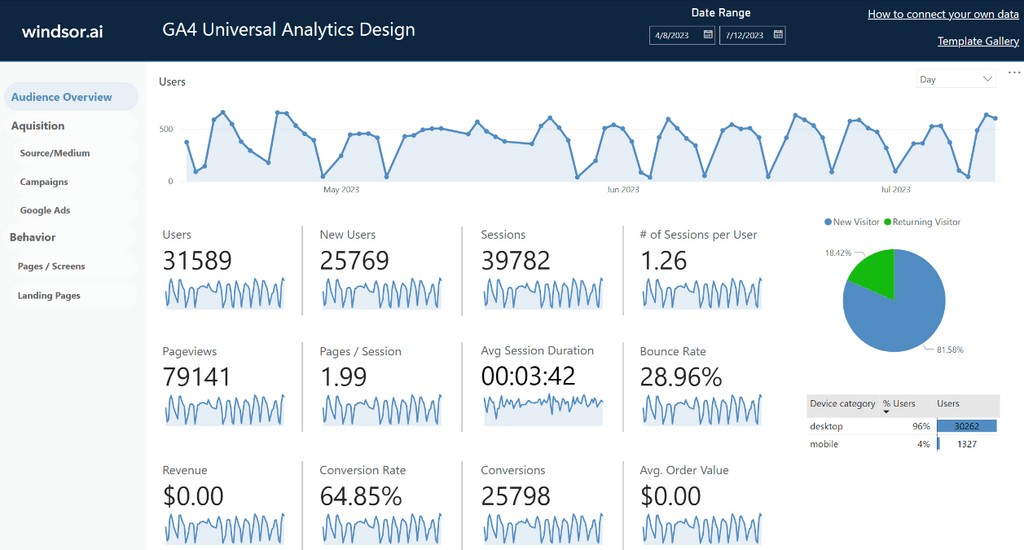 windsor.ai
GA4 Universal Analytics Design
Date Range
4/8/2023
7/12/2023
How to connect your own data
Template Gallery
Audience Overview
Aquisition
Source/Medium
Campaigns
Google Ads
Behavior
Pages / Screens
Landing Pages
Users
Day
500
0
May 2023
Jun 2023
Jul 2023
Users
31589
New Users
25769
Sessions
39782
# of Sessions per User
1.26
Pageviews
79141
Pages / Session
1.99
Avg Session Duration
00:03:42
Bounce Rate
28.96%
Revenue
$0.00
Conversion Rate
64.85%
Conversions
25798
Avg. Order Value
$0.00
New Visitor Returning Visitor
18.42%
81.58%
Device category % Users Users
desktop 96% 30262
mobile 4% 1327